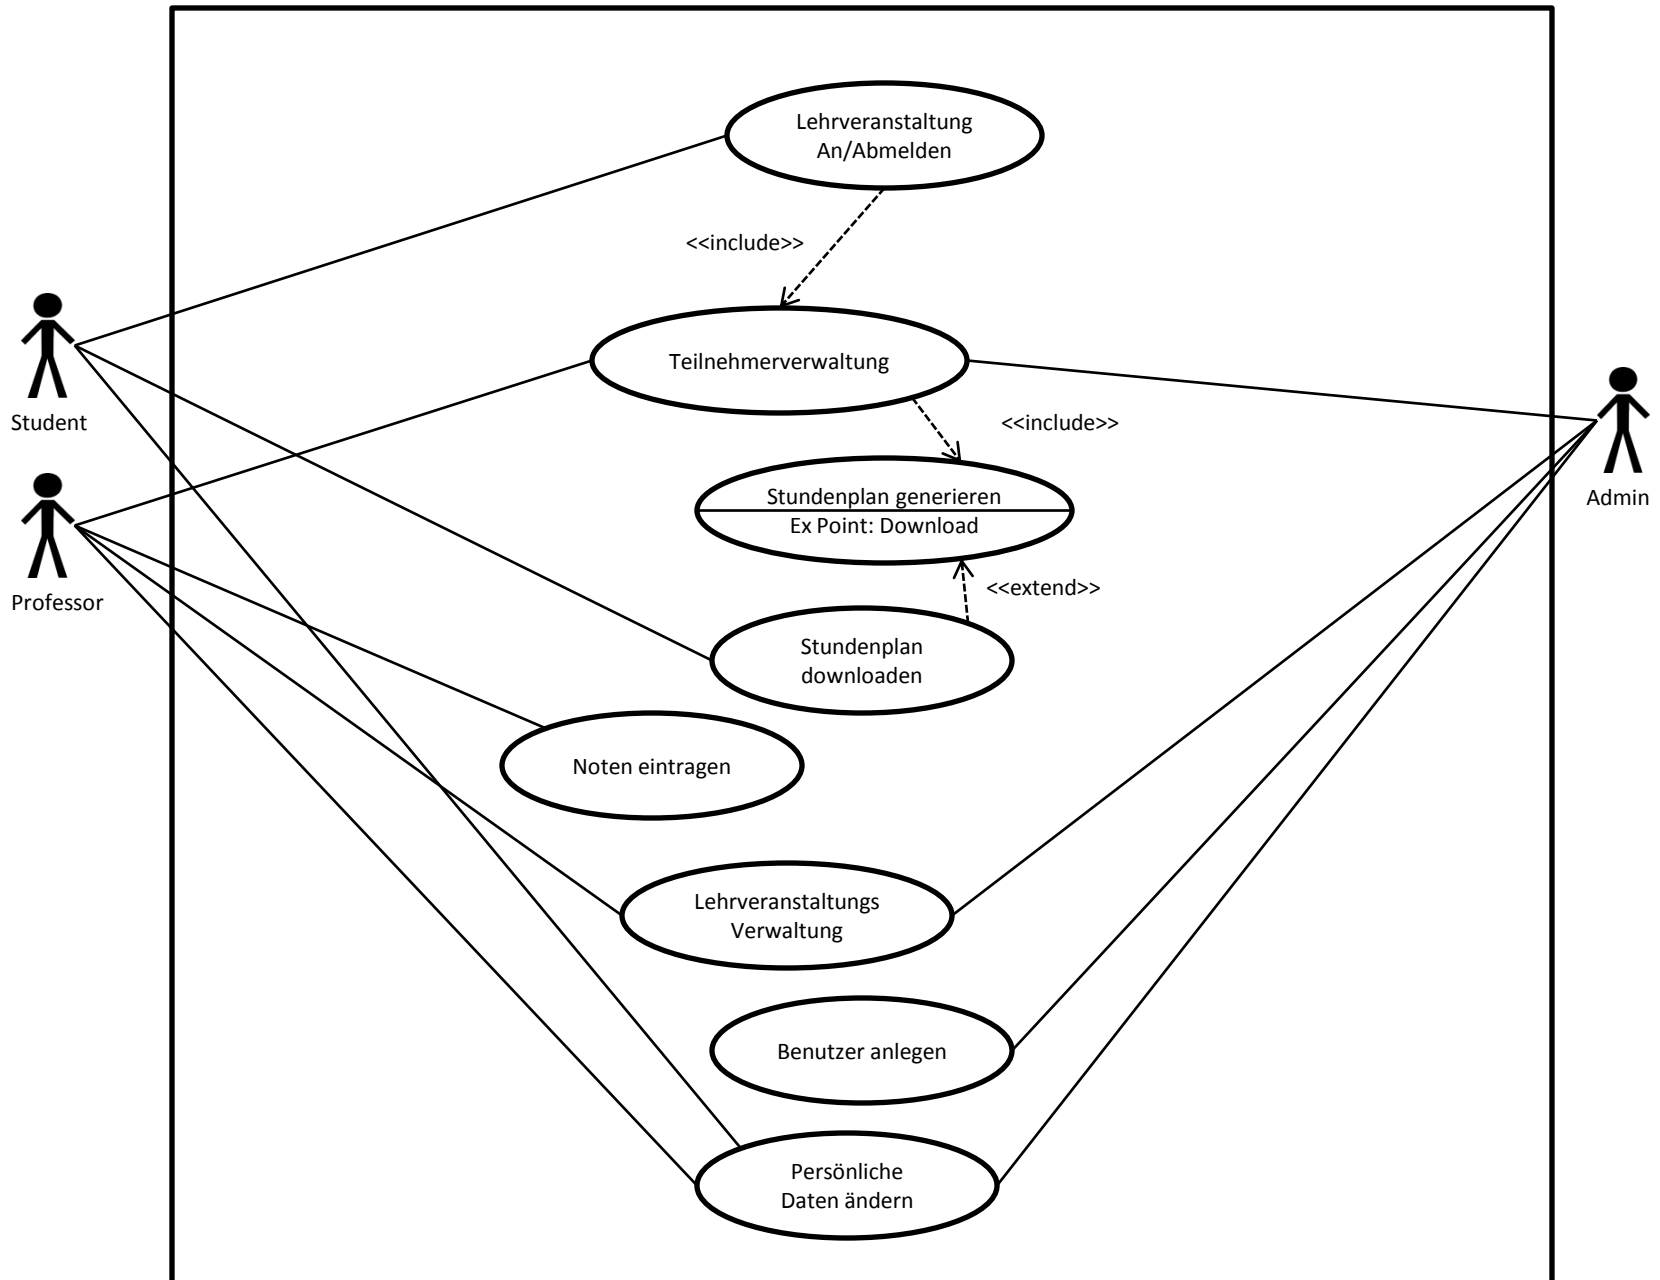 Lehrveranstaltung
An/Abmelden
<<include>>
Teilnehmerverwaltung
Student
<<include>>
Stundenplan generieren
Ex Point: Download
Admin
<<extend>>
Professor
Stundenplan
downloaden
Noten eintragen
Lehrveranstaltungs
Verwaltung
Benutzer anlegen
Persönliche
Daten ändern